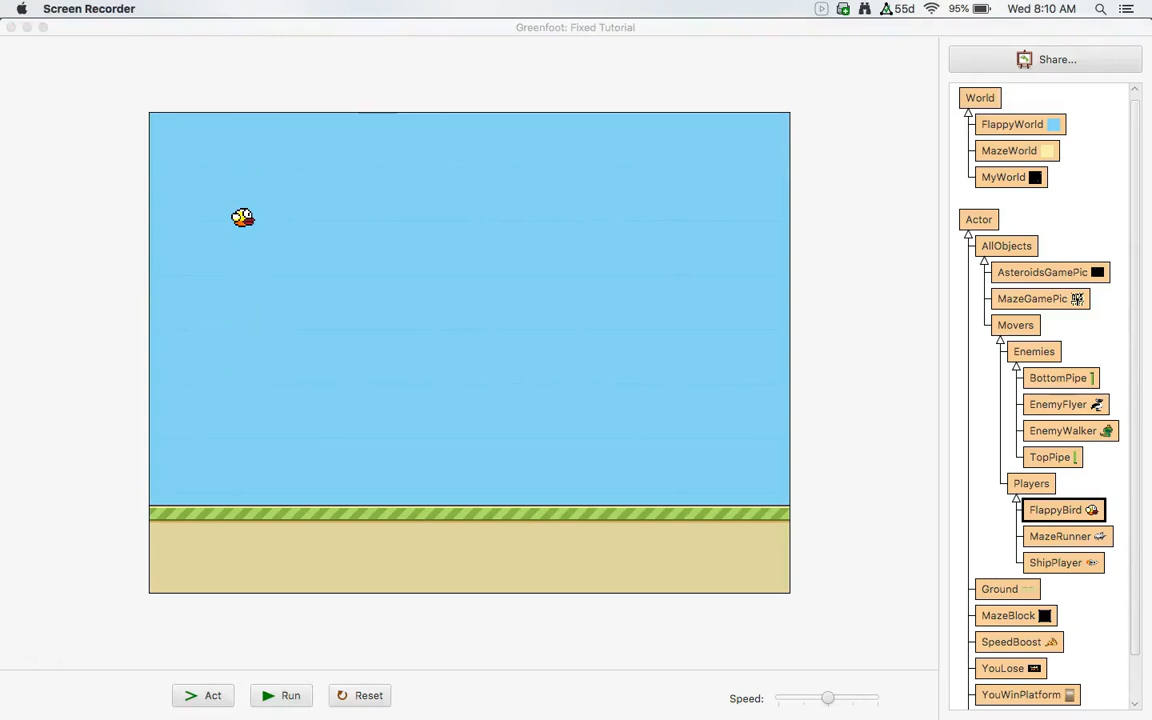 Screen Recorder 55d 95% Wed 8:10 AM
Greenfoot: Fixed Tutorial
Share...
World
FlappyWorld
MazeWorld
MyWorld
Actor
AllObjects
AsteroidsGamePic
MazeGamePic
Movers
Enemies
BottomPipe
EnemyFlyer
EnemyWalker
TopPipe
Players
FlappyBird
MazeRunner
ShipPlayer
Ground
MazeBlock
SpeedBoost
YouLose
YouWinPlatform
Act Run Reset Speed: